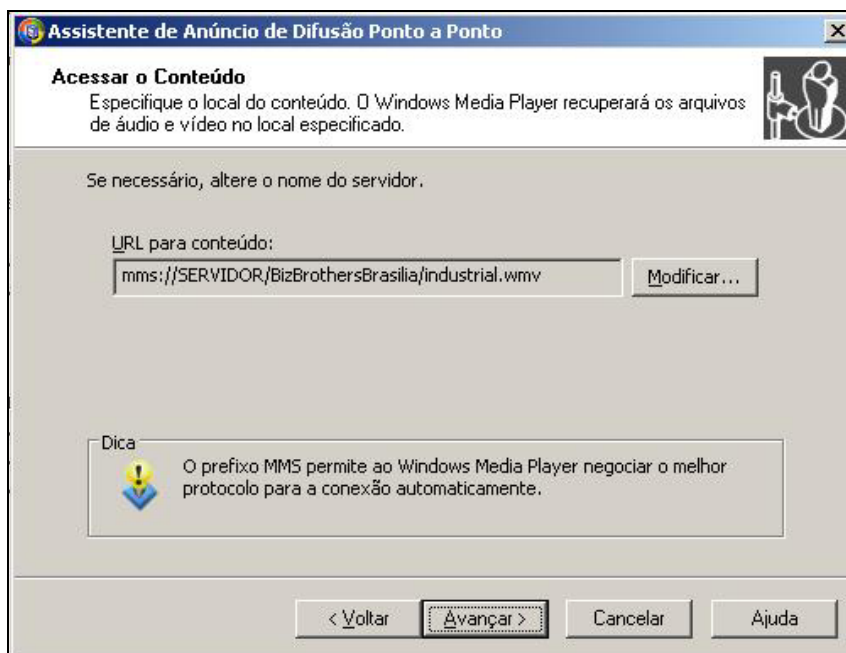 Assistente de Anúncio de Difusão Ponto a Ponto
Acessar o Conteúdo
Especifique o local do conteúdo. O Windows Media Player recuperará os arquivos
de áudio e vídeo no local especificado.
Se necessário, altere o nome do servidor.
URL para conteúdo:
mms://SERVIDOR/BizBrothersBrasilia/industrial.wmv
Modificar...
Dica
O prefixo MMS permite ao Windows Media Player negociar o melhor
protocolo para a conexão automaticamente.
< Voltar
Avançar >
Cancelar
Ajuda